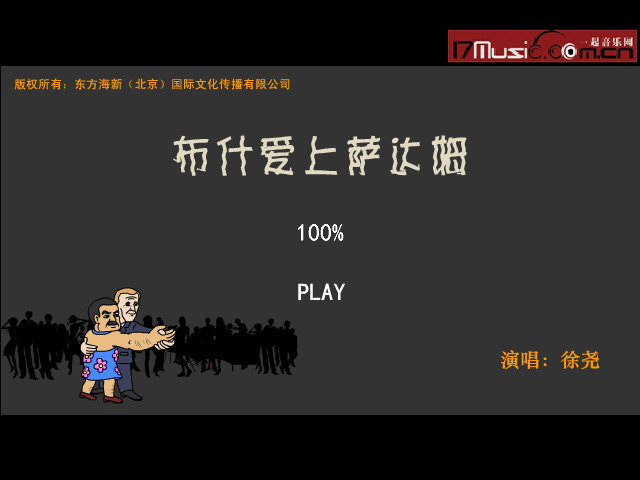 一起音乐网
17Music.com.cn
版权所有：东方海新（北京）国际文化传播有限公司
布什爱上萨达姆
100%
PLAY
演唱：徐尧